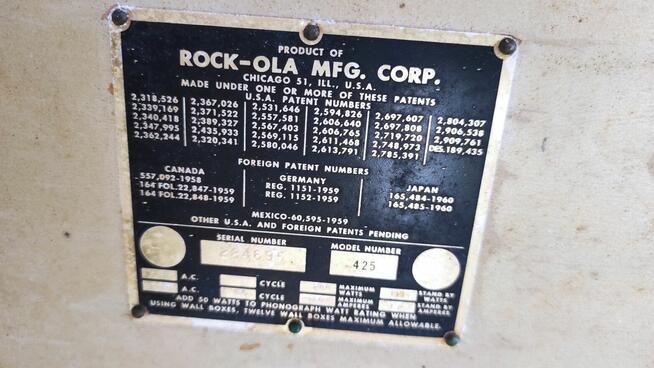 PRODUCT OF
ROCK-OLA MFG. CORP.
CHICAGO 51, ILL., U.S.A.
MADE UNDER ONE OR MORE OF THESE PATENTS
U.S.A. PATENT NUMBERS
2,318,526 2,367,026 2,531,646 2,594,826 2,697,607 2,804,307
2,339,169 2,371,522 2,557,581 2,606,640 2,697,808 2,906,538
2,340,418 2,389,327 2,567,403 2,606,765 2,719,720 2,909,761
2,347,995 2,435,933 2,569,115 2,611,468 2,748,973 DES.189,435
2,362,244 2,320,341 2,580,046 2,613,791 2,785,391
FOREIGN PATENT NUMBERS
CANADA GERMANY JAPAN
557,092-1958 REG. 1151-1959 165,484-1960
164 FOL.22,847-1959 REG. 1152-1959 165,485-1960
164 FOL.22,848-1959
MEXICO-60,595-1959
OTHER U.S.A. AND FOREIGN PATENTS PENDING
SERIAL NUMBER MODEL NUMBER
425
A.C. CYCLE MAXIMUM WATTS STAND BY WATTS
A.C. CYCLE MAXIMUM AMPERES STAND BY AMPERES
ADD 50 WATTS TO PHONOGRAPH WATT RATING WHEN
USING WALL BOXES, TWELVE WALL BOXES MAXIMUM ALLOWABLE.